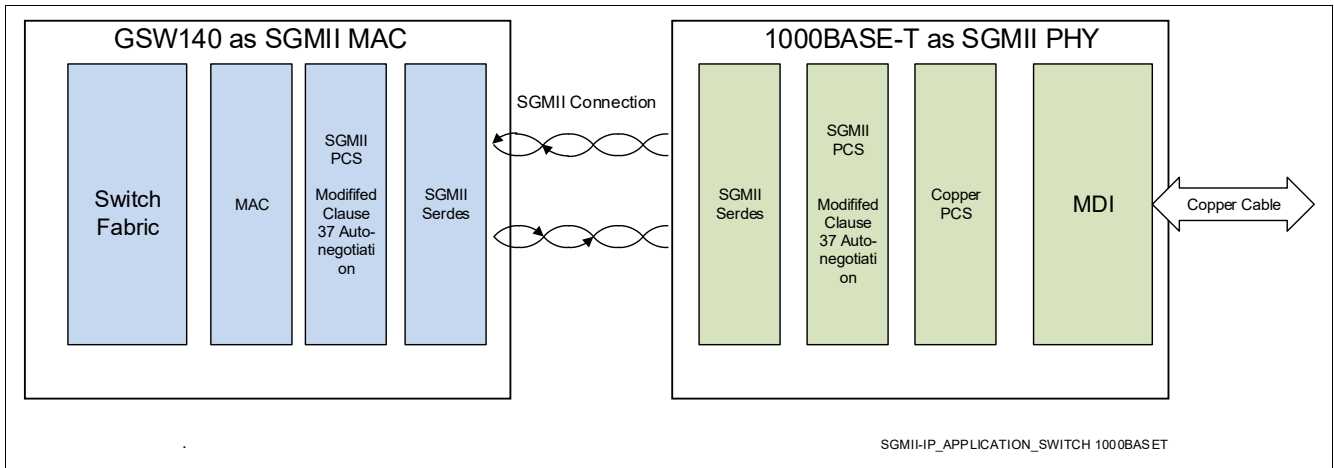 GSW140 as SGMII MAC
1000BASE-T as SGMII PHY
Switch
Fabric
MAC
SGMII
PCS
Modififed
Clause
37 Auto-
negotiati
on
SGMII
Serdes
SGMII Connection
SGMII
Serdes
SGMII
PCS
Modififed
Clause
37 Auto-
negotiati
on
Copper
PCS
MDI
Copper Cable
.
SGMII-IP_APPLICATION_SWITCH 1000BASET